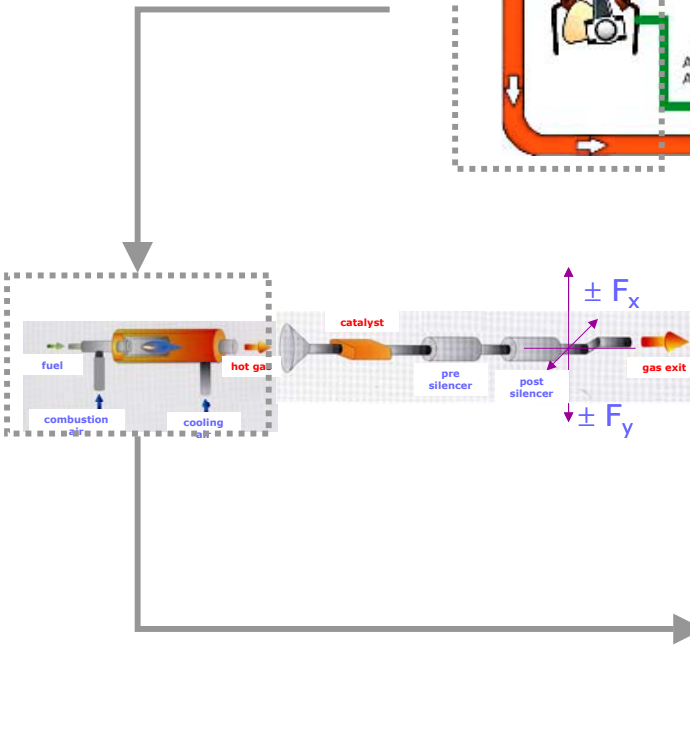 A
A
± Fx
catalyst
fuel
hot gas
gas exit
pre
silencer
post
silencer
± Fy
combustion
air
cooling
air